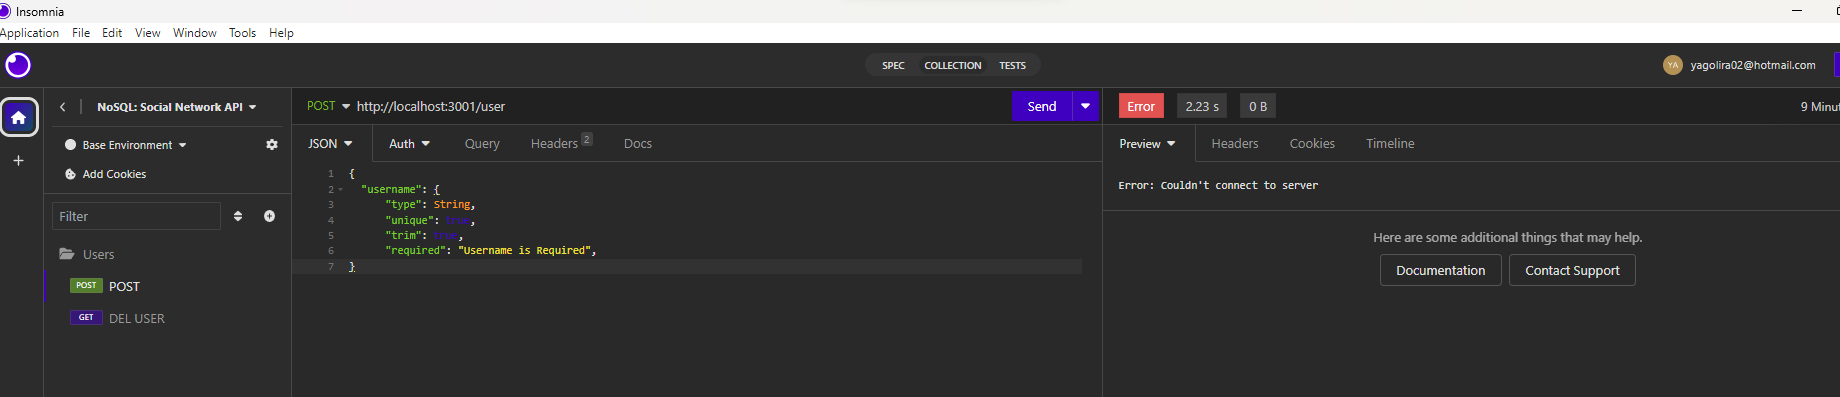 Insomnia
Application File Edit View Window Tools Help
SPEC COLLECTION TESTS
YA yagolira02@hotmail.com
NoSQL: Social Network API
POST http://localhost:3001/user
Send
Error 2.23 s 0 B
9
Base Environment
JSON Auth Query Headers 2 Docs
Preview Headers Cookies Timeline
Add Cookies
1 {
2 "username": {
3 "type": String,
4 "unique": true,
5 "trim": true,
6 "required": "Username is Required",
7 }
Error: Couldn't connect to server
Filter
Here are some additional things that may help.
Documentation Contact Support
Users
POST POST
GET DEL USER